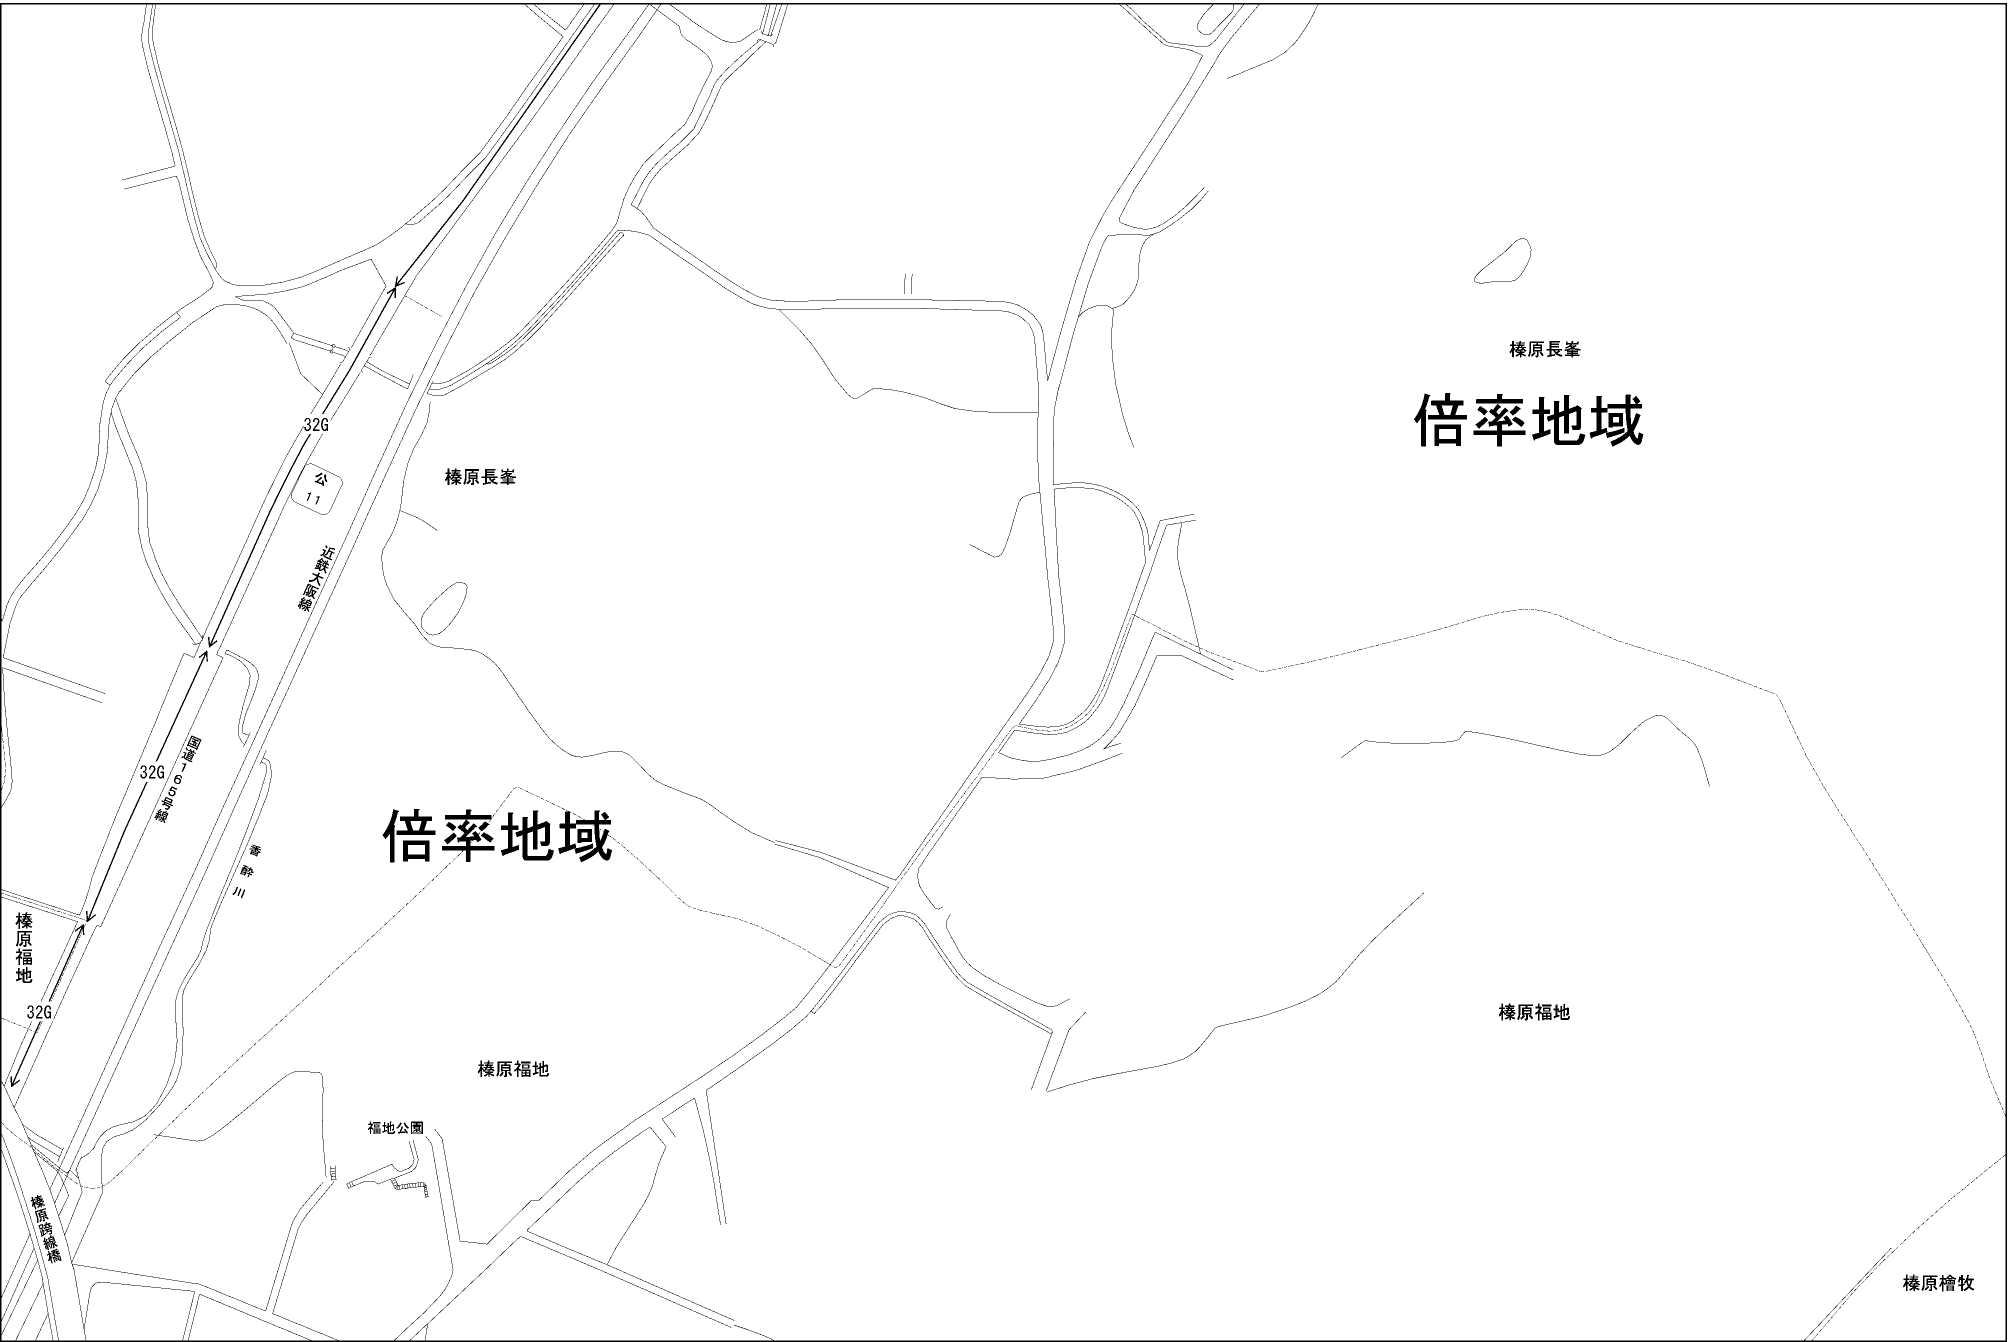 榛原長峯
倍率地域
32G
公
11
榛原長峯
近鉄大阪線
32G
国道165号線
倍率地域
香酔川
榛原福地
32G
榛原福地
榛原福地
福地公園
榛原跨線橋
榛原檜牧